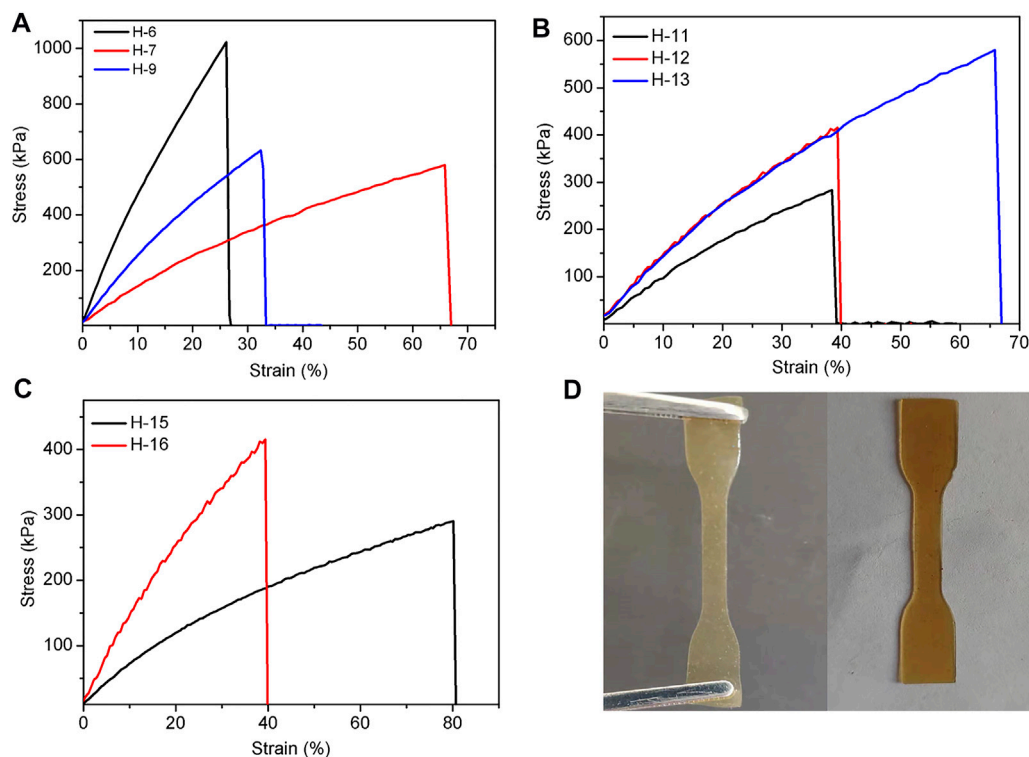 A
H-6
H-7
H-9
1000
800
600
400
200
Stress (kPa)
0 10 20 30 40 50 60 70
Strain (%)
B
H-11
H-12
H-13
600
500
400
300
200
100
Stress (kPa)
0 10 20 30 40 50 60 70
Strain (%)
C
H-15
H-16
400
300
200
100
Stress (kPa)
0 20 40 60 80
Strain (%)
D